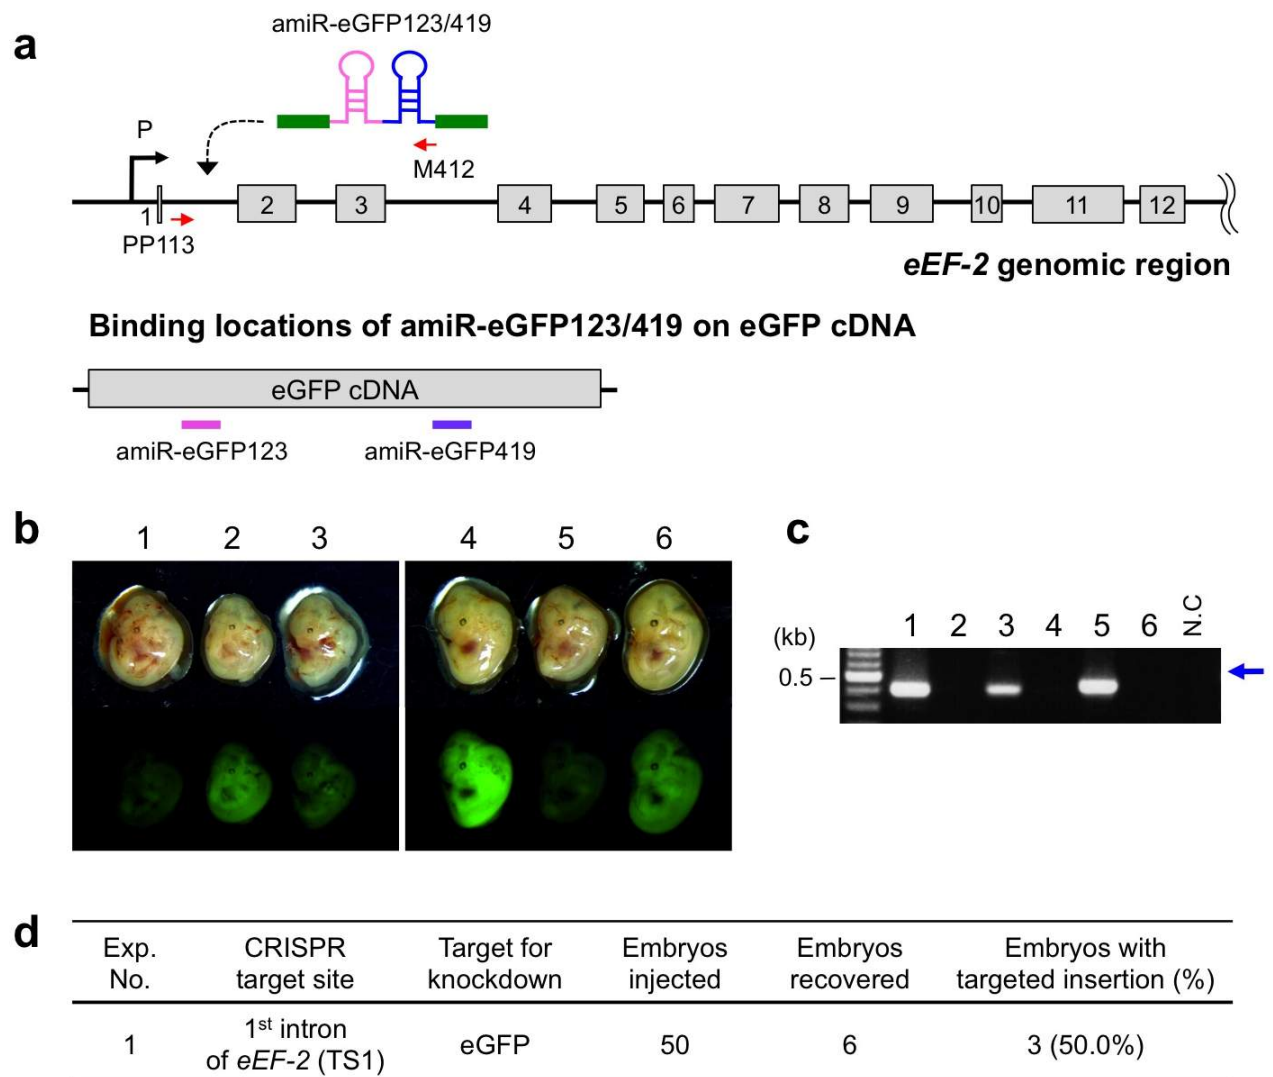 a
amiR-eGFP123/419
P
M412
1
2
3
4
5
6
7
8
9
10
11
12
PP113
eEF-2 genomic region
Binding locations of amiR-eGFP123/419 on eGFP cDNA
eGFP cDNA
amiR-eGFP123
amiR-eGFP419
b
1 2 3 4 5 6
c
(kb) 1 2 3 4 5 6 N.C
0.5
d
Exp. No. CRISPR target site Target for knockdown Embryos injected Embryos recovered Embryos with targeted insertion (%)
1 1st intron of eEF-2 (TS1) eGFP 50 6 3 (50.0%)